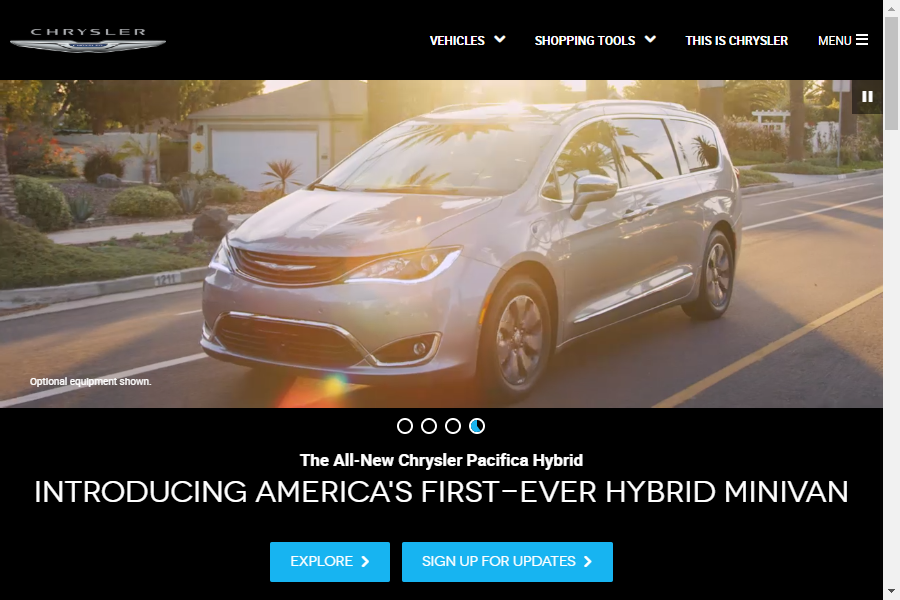 CHRYSLER
VEHICLES
SHOPPING TOOLS
THIS IS CHRYSLER
MENU
1211
Optional equipment shown.
The All-New Chrysler Pacifica Hybrid
INTRODUCING AMERICA'S FIRST-EVER HYBRID MINIVAN
EXPLORE
SIGN UP FOR UPDATES